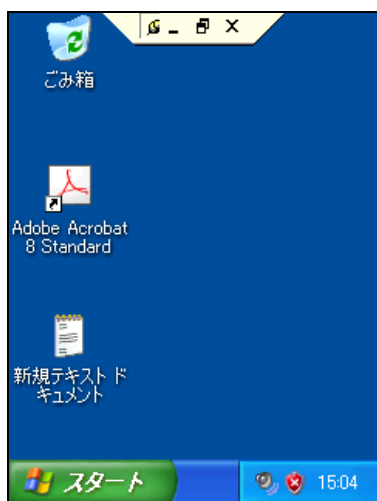 ごみ箱
Adobe Acrobat
8 Standard
新規テキスト ド
キュメント
スタート
15:04